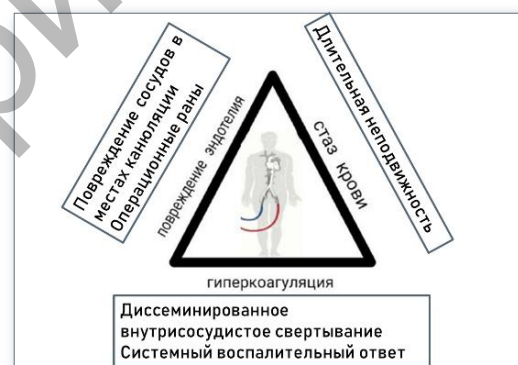 Повреждение сосудов в
местах канюляции
Операционные раны
повреждение эндотелия
стаз крови
Длительная неподвижность
гиперкоагуляция
Диссеминированное
внутрисосудистое свертывание
Системный воспалительный ответ